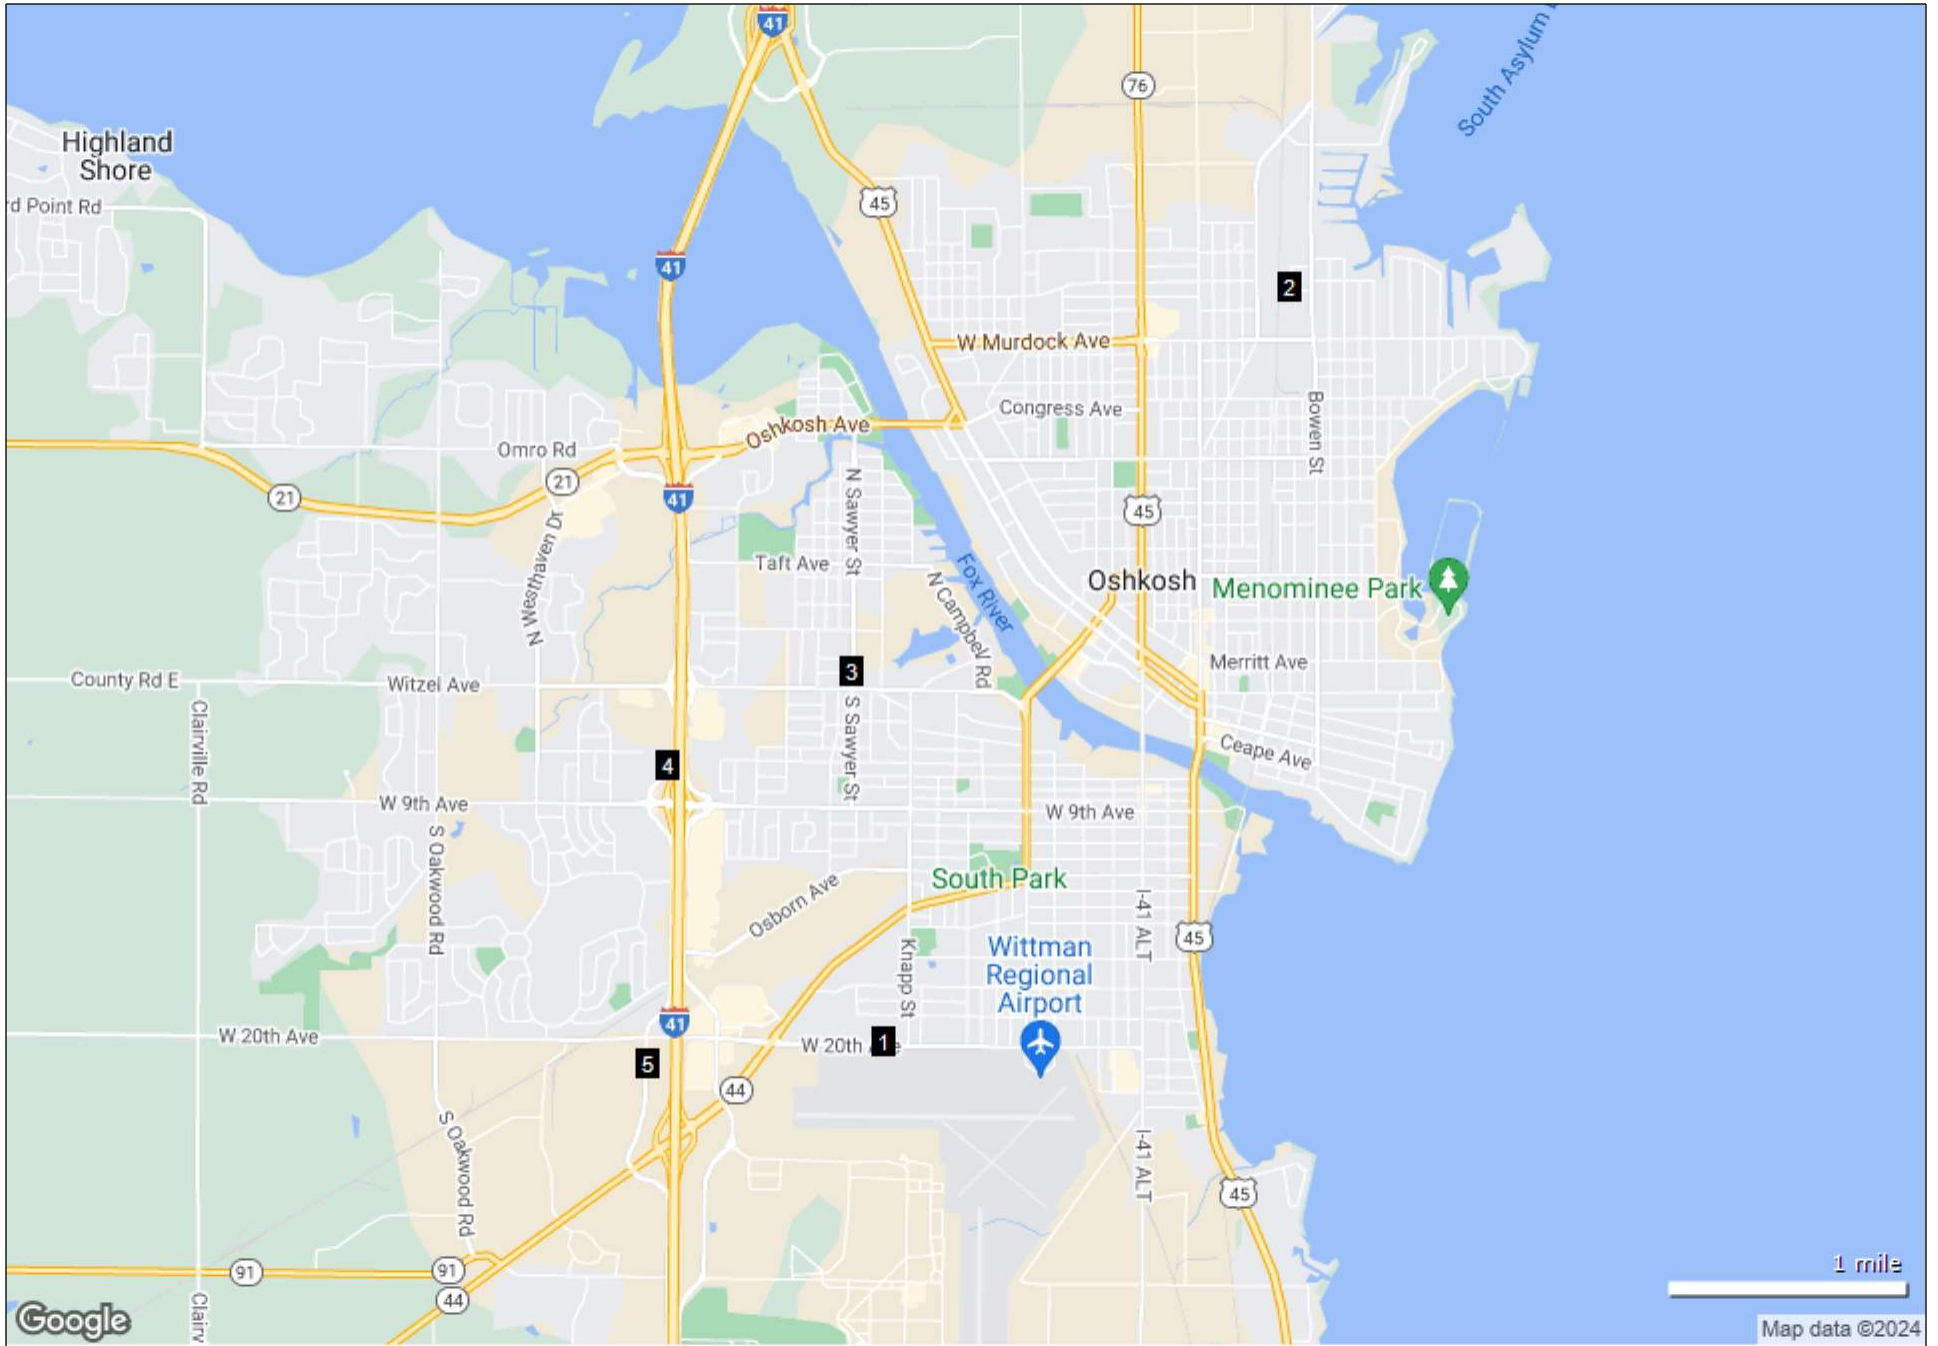 41
South Asylum
76
Highland
Shore
rd Point Rd
45
41
2
W Murdock Ave
Congress Ave
Oshkosh Ave
Bowen St
Omro Rd
21
21
41
N Sawyer St
45
N Westhaven Dr
Taft Ave
Fox River
Oshkosh
Menominee Park
N Campbell Rd
3
Merritt Ave
County Rd E
Witzel Ave
Clairville Rd
S Sawyer St
4
Ceape Ave
W 9th Ave
W 9th Ave
S Oakwood Rd
South Park
Osborn Ave
I-41 ALT
45
Knapp St
Wittman
Regional
Airport
41
W 20th Ave
W 20th
1
5
44
S Oakwood Rd
I-41 ALT
45
91
91
44
Clairv
1 mile
Google
Map data ©2024